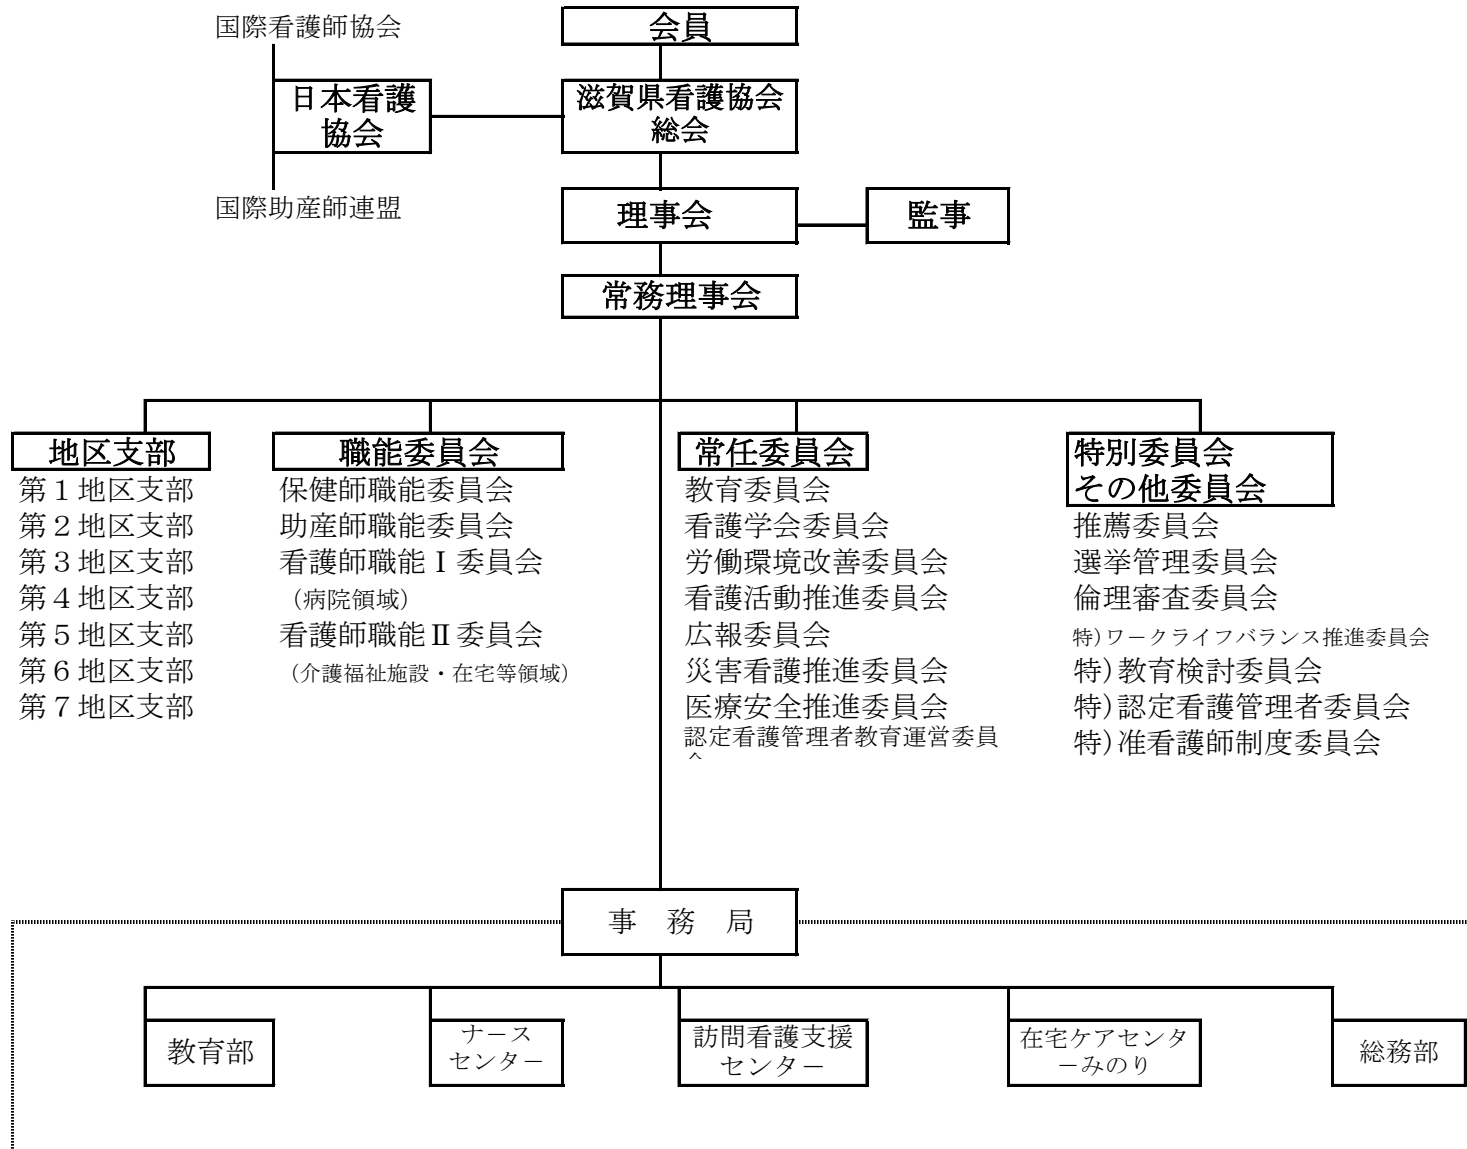 国際看護師協会
会員
日本看護
協会
滋賀県看護協会
総会
国際助産師連盟
理事会
監事
常務理事会
地区支部
第１地区支部
第２地区支部
第３地区支部
第４地区支部
第５地区支部
第６地区支部
第７地区支部
職能委員会
保健師職能委員会
助産師職能委員会
看護師職能Ⅰ委員会
（病院領域）
看護師職能Ⅱ委員会
（介護福祉施設・在宅等領域）
常任委員会
教育委員会
看護学会委員会
労働環境改善委員会
看護活動推進委員会
広報委員会
災害看護推進委員会
医療安全推進委員会
認定看護管理者教育運営委員
特別委員会
その他委員会
推薦委員会
選挙管理委員会
倫理審査委員会
特）ワークライフバランス推進委員会
特）教育検討委員会
特）認定看護管理者委員会
特）准看護師制度委員会
事　務　局
教育部
ナース
センター
訪問看護支援
センター
在宅ケアセンタ
ーみのり
総務部